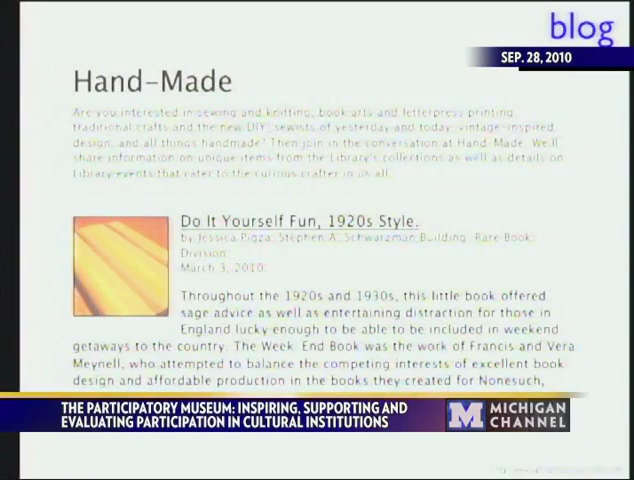 blog
SEP. 28, 2010
Hand-Made
Are you interested in sewing and knitting, book arts and letterpress printing,
traditional crafts and the new DIY, sewists of yesterday and today, vintage-inspired
design, and all things handmade? Then join in the conversation at Hand-Made. We'll
share information on unique items from the Library's collections as well as details on
Library events that cater to the curious crafter in us all.
Do It Yourself Fun, 1920s Style.
by Jessica Pigza, Stephen A. Schwarzman Building, Rare Book
Division
March 3, 2010
Throughout the 1920s and 1930s, this little book offered
sage advice as well as entertaining distraction for those in
England lucky enough to be able to be included in weekend
getaways to the country. The Week End Book was the work of Francis and Vera
Meynell, who attempted to balance the competing interests of excellent book
design and affordable production in the books they created for Nonesuch,
THE PARTICIPATORY MUSEUM: INSPIRING, SUPPORTING AND
EVALUATING PARTICIPATION IN CULTURAL INSTITUTIONS
M MICHIGAN
CHANNEL